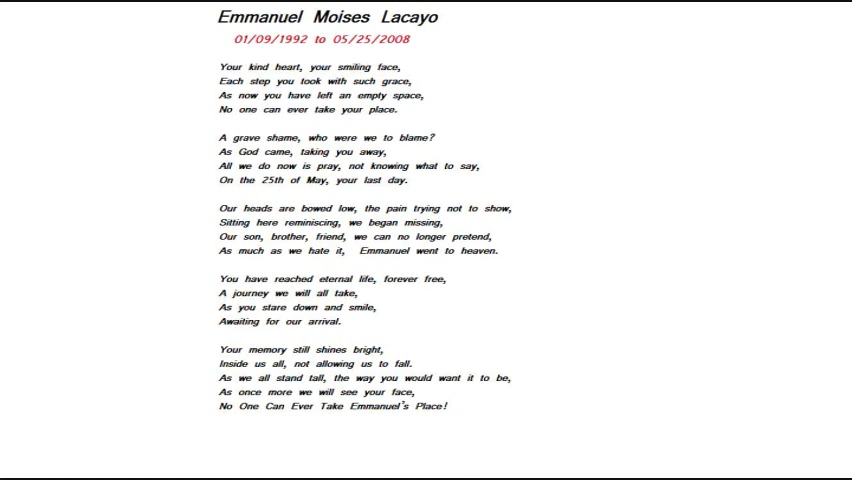 Emmanuel Moises Lacayo
01/09/1992 to 05/25/2008
Your kind heart, your smiling face,
Each step you took with such grace,
As now you have left an empty space,
No one can ever take your place.
A grave shame, who were we to blame?
As God came, taking you away,
All we do now is pray, not knowing what to say,
On the 25th of May, your last day.
Our heads are bowed low, the pain trying not to show,
Sitting here reminiscing, we began missing,
Our son, brother, friend, we can no longer pretend,
As much as we hate it, Emmanuel went to heaven.
You have reached eternal life, forever free,
A journey we will all take,
As you stare down and smile,
Awaiting for our arrival.
Your memory still shines bright,
Inside us all, not allowing us to fall.
As we all stand tall, the way you would want it to be,
As once more we will see your face,
No One Can Ever Take Emmanuel's Place!